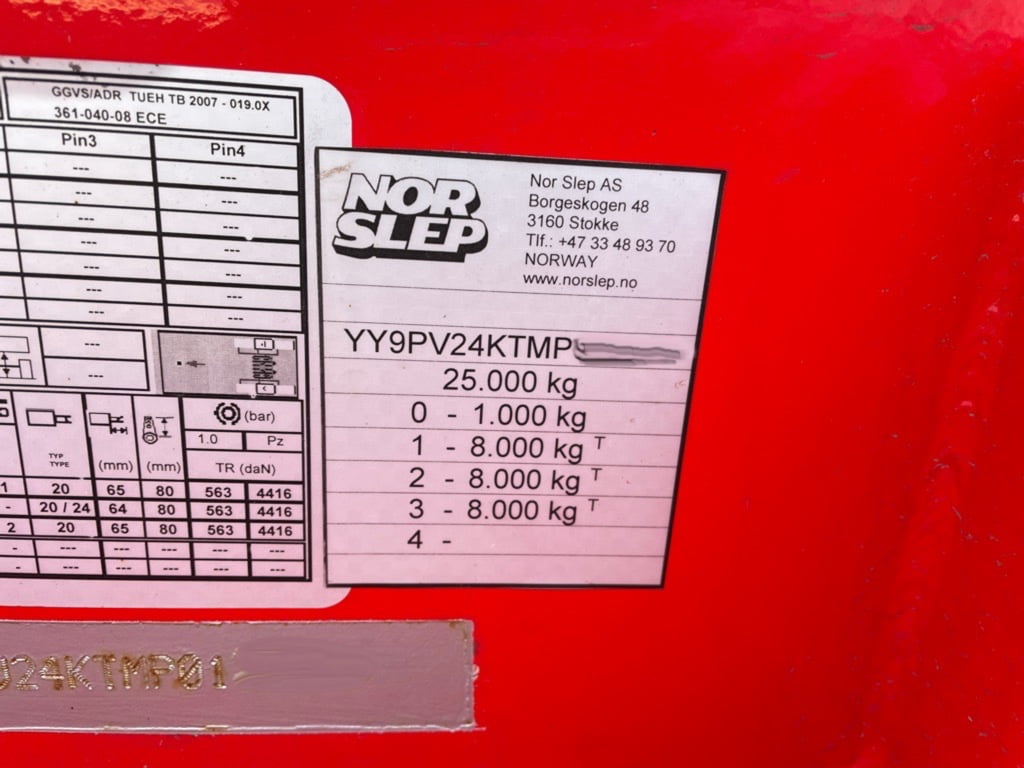 GGVS/ADR TUEH TB 2007 - 019.0X
361-040-08 ECE
Pin3 Pin4
--- ---
--- ---
--- ---
--- ---
--- ---
--- ---
---
---
(bar)
1.0 Pz
TYP
TYPE
(mm) (mm) TR (daN)
1 20 65 80 563 4416
- 20 / 24 64 80 563 4416
2 20 65 80 563 4416
- --- --- --- --- ---
- --- --- --- --- ---
NOR
SLEP
Nor Slep AS
Borgeskogen 48
3160 Stokke
Tlf.: +47 33 48 93 70
NORWAY
www.norslep.no
YY9PV24KTMP
25.000 kg
0 - 1.000 kg
1 - 8.000 kg T
2 - 8.000 kg T
3 - 8.000 kg T
4 -
24KTMP01